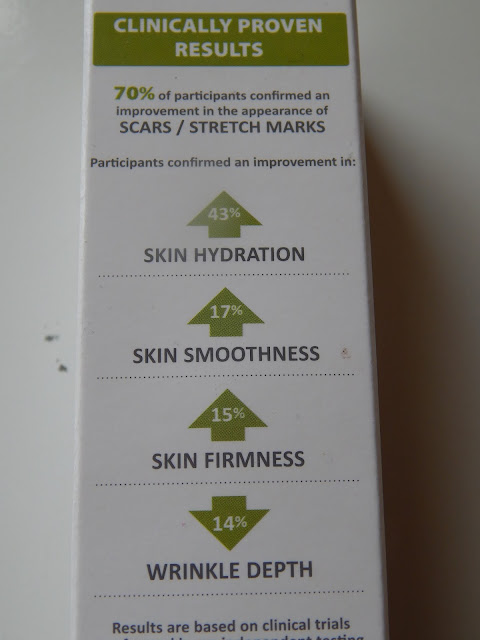 CLINICALLY PROVEN
RESULTS
70% of participants confirmed an
improvement in the appearance of
SCARS / STRETCH MARKS
Participants confirmed an improvement in:
43%
SKIN HYDRATION
17%
SKIN SMOOTHNESS
15%
SKIN FIRMNESS
14%
WRINKLE DEPTH
Results are based on clinical trials
independent testing